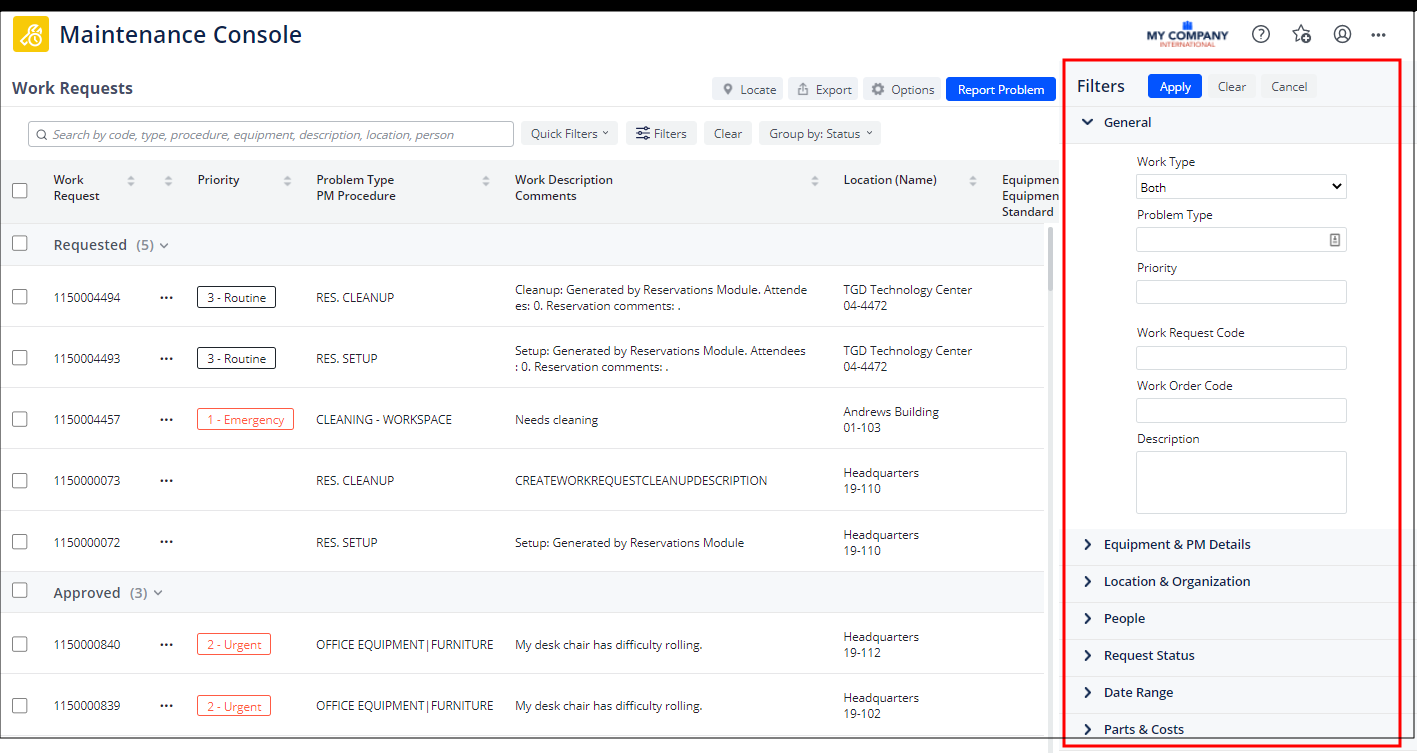 Maintenance Console
MY COMPANY
INTERNATIONAL
Work Requests
Locate
Export
Options
Report Problem
Search by code, type, procedure, equipment, description, location, person
Quick Filters
Filters
Clear
Group by: Status
Work
Request
Priority
Problem Type
PM Procedure
Work Description
Comments
Location (Name)
Equipmen
Equipmen
Standard
Requested (5)
1150004494
3 - Routine
RES. CLEANUP
Cleanup: Generated by Reservations Module. Attende
es: 0. Reservation comments: .
TGD Technology Center
04-4472
1150004493
3 - Routine
RES. SETUP
Setup: Generated by Reservations Module. Attendees
: 0. Reservation comments: .
TGD Technology Center
04-4472
1150004457
1 - Emergency
CLEANING - WORKSPACE
Needs cleaning
Andrews Building
01-103
1150000073
RES. CLEANUP
CREATEWORKREQUESTCLEANUPDESCRIPTION
Headquarters
19-110
1150000072
RES. SETUP
Setup: Generated by Reservations Module
Headquarters
19-110
Approved (3)
1150000840
2 - Urgent
OFFICE EQUIPMENT|FURNITURE
My desk chair has difficulty rolling.
Headquarters
19-112
1150000839
2 - Urgent
OFFICE EQUIPMENT|FURNITURE
My desk chair has difficulty rolling.
Headquarters
19-102
Filters
Apply
Clear
Cancel
General
Work Type
Both
Problem Type
Priority
Work Request Code
Work Order Code
Description
Equipment & PM Details
Location & Organization
People
Request Status
Date Range
Parts & Costs